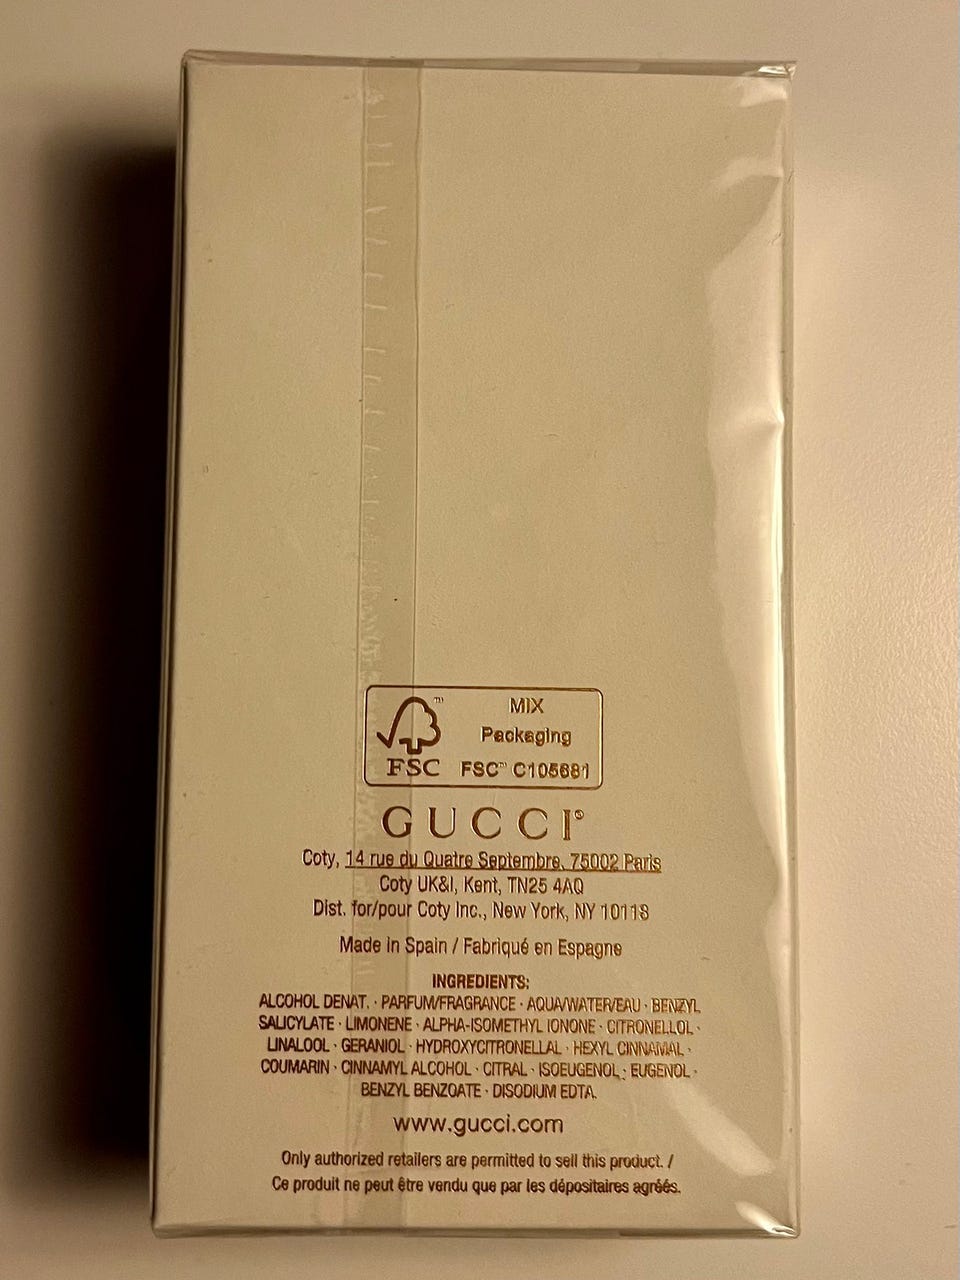 MIX
Packaging
FSC™ C105681
FSC
GUCCI®
Coty, 14 rue du Quatre Septembre, 75002 Paris
Coty UK&I, Kent, TN25 4AQ
Dist. for/pour Coty Inc., New York, NY 10118
Made in Spain / Fabriqué en Espagne
INGREDIENTS:
ALCOHOL DENAT. · PARFUM/FRAGRANCE · AQUA/WATER/EAU · BENZYL
SALICYLATE · LIMONENE · ALPHA-ISOMETHYL IONONE · CITRONELLOL ·
LINALOOL · GERANIOL · HYDROXYCITRONELLAL · HEXYL CINNAMAL ·
COUMARIN · CINNAMYL ALCOHOL · CITRAL · ISOEUGENOL · EUGENOL ·
BENZYL BENZOATE · DISODIUM EDTA.
www.gucci.com
Only authorized retailers are permitted to sell this product. /
Ce produit ne peut être vendu que par les dépositaires agréés.